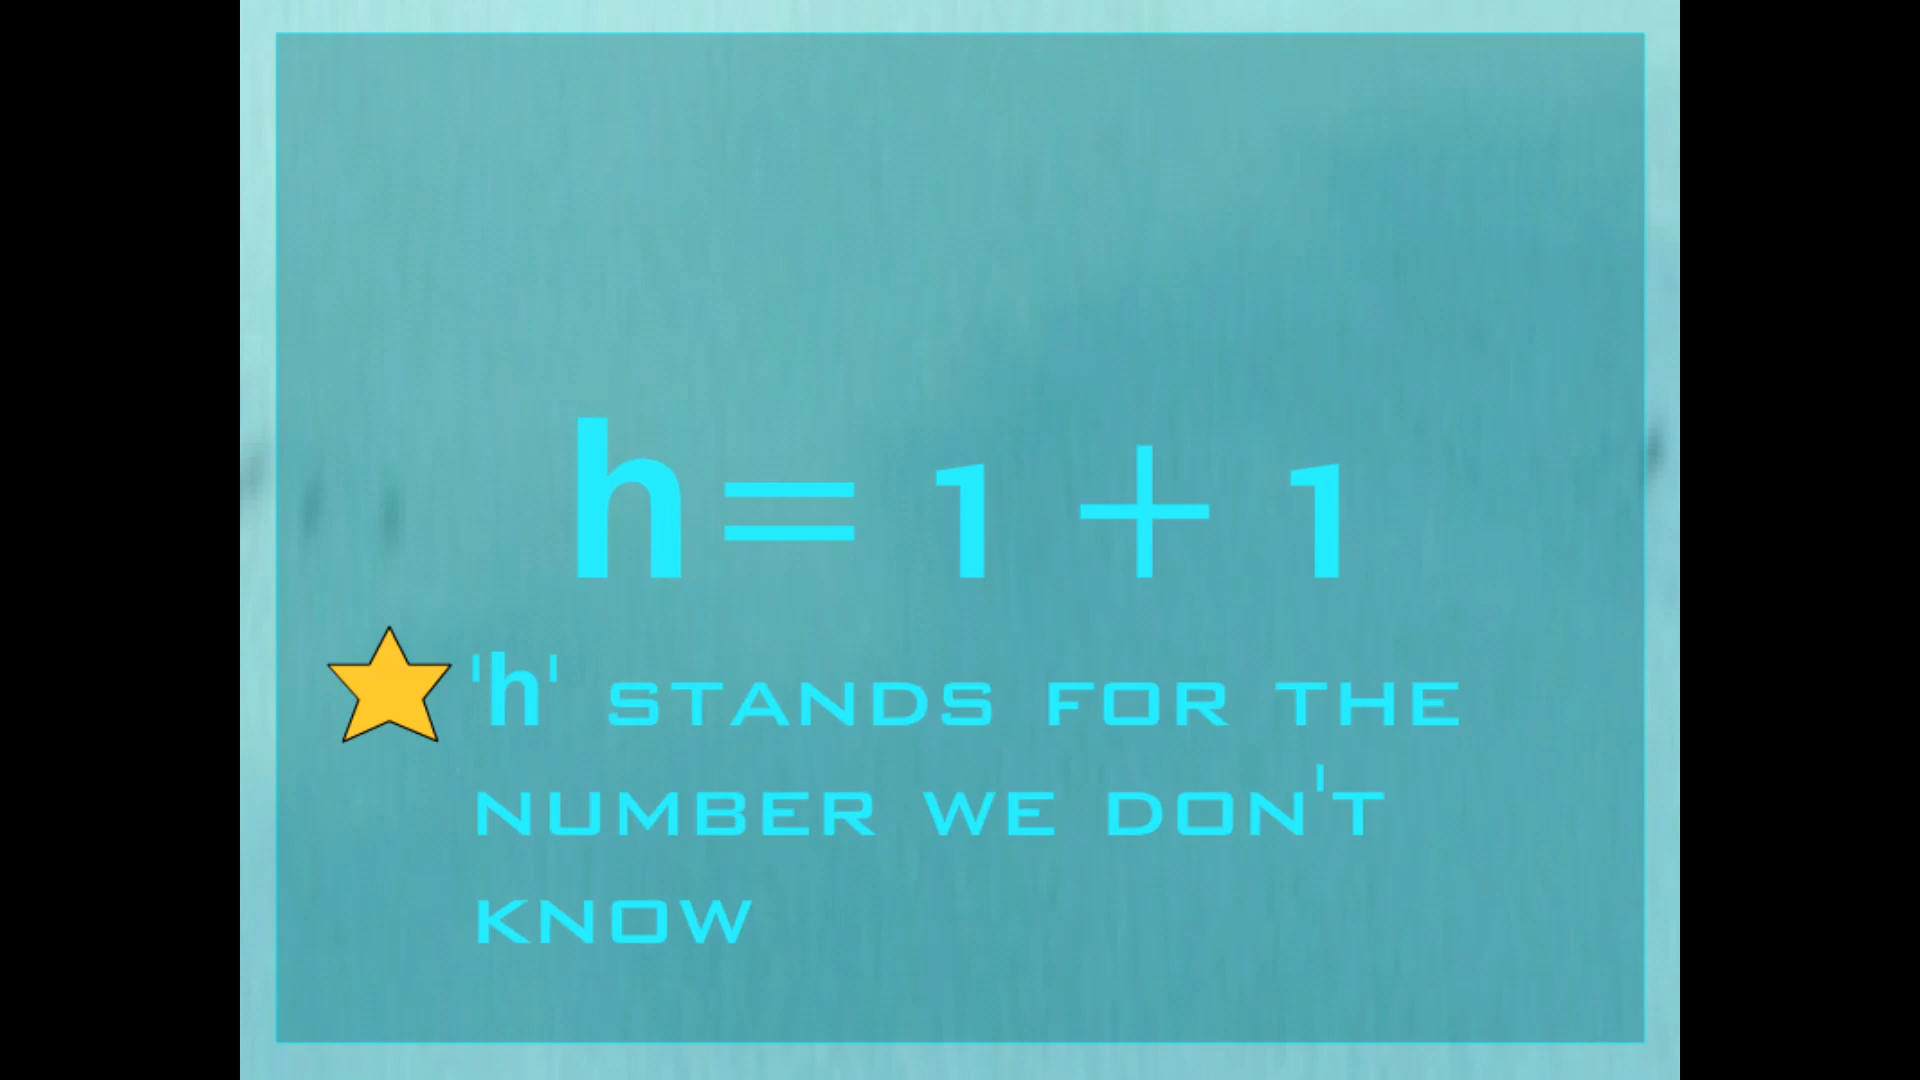 h= 1 + 1
'h' STANDS FOR THE
NUMBER WE DON'T
KNOW